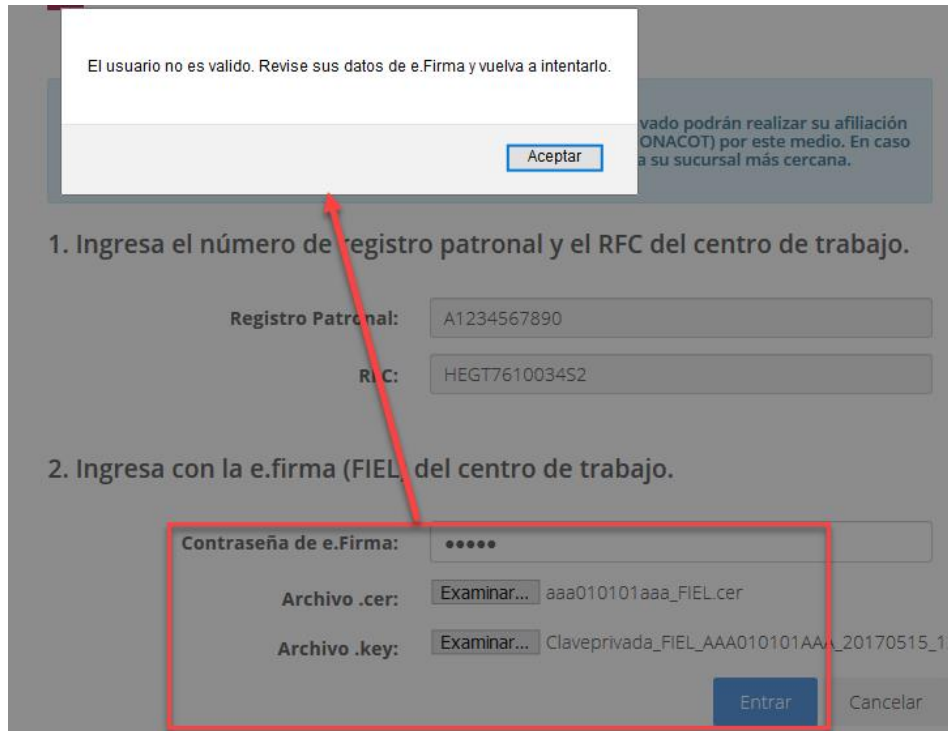 El usuario no es valido. Revise sus datos de e.Firma y vuelva a intentarlo.
Aceptar
vado podrán realizar su afiliación
ONACOT) por este medio. En caso
a su sucursal más cercana.
1. Ingresa el número de registro patronal y el RFC del centro de trabajo.
Registro Patronal: A1234567890
RFC: HEGT7610034S2
2. Ingresa con la e.firma (FIEL) del centro de trabajo.
Contraseña de e.Firma: •••••
Archivo .cer: Examinar... aaa010101aaa_FIEL.cer
Archivo .key: Examinar... Claveprivada_FIEL_AAA010101AAA_20170515_1
Entrar Cancelar